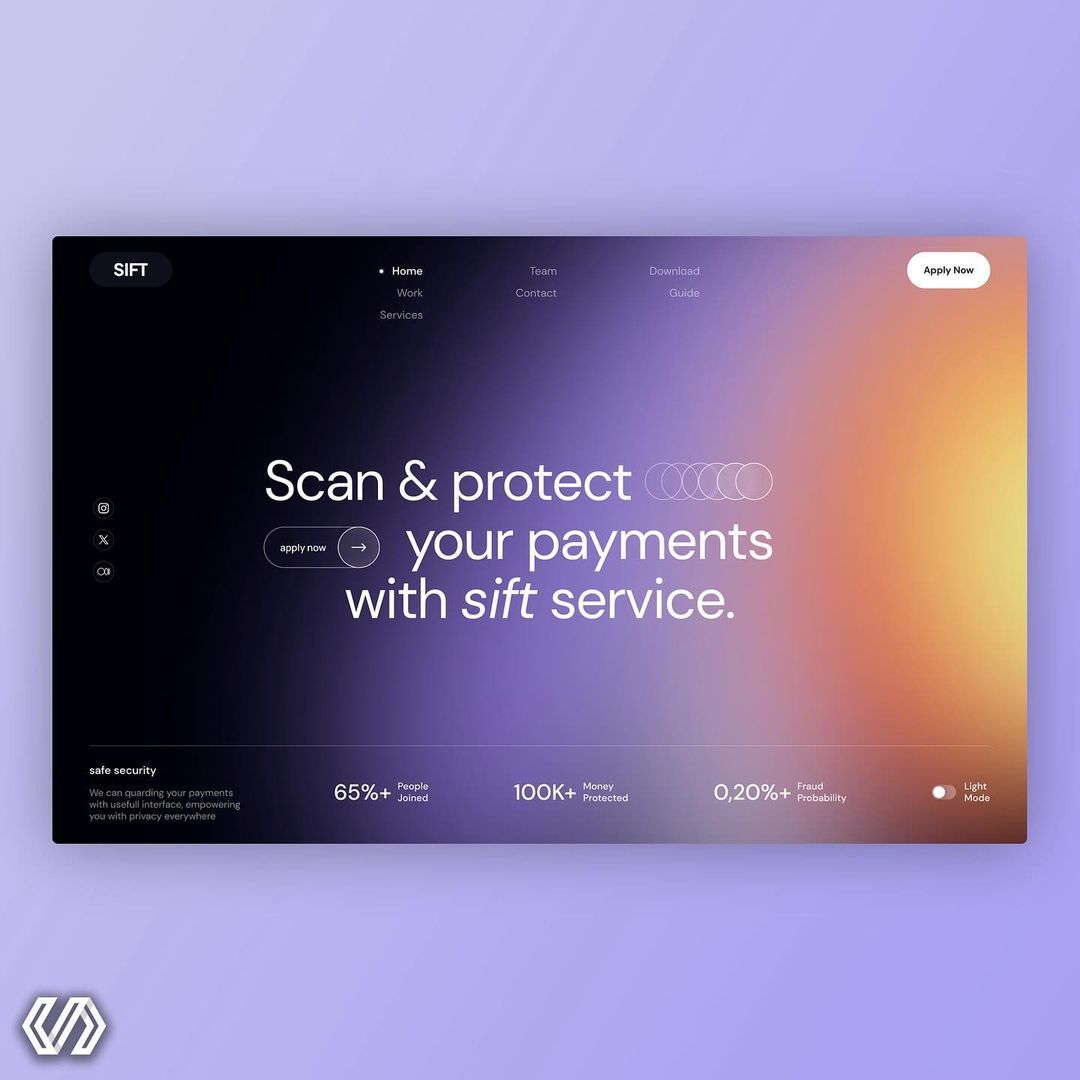 SIFT
Home
Work
Services
Team
Contact
Download
Guide
Apply Now
Scan & protect
apply now
your payments
with sift service.
safe security
We can quarding your payments
with usefull interface, empowering
you with privacy everywhere
65%+
People
Joined
100K+
Money
Protected
0,20%+
Fraud
Probability
Light
Mode